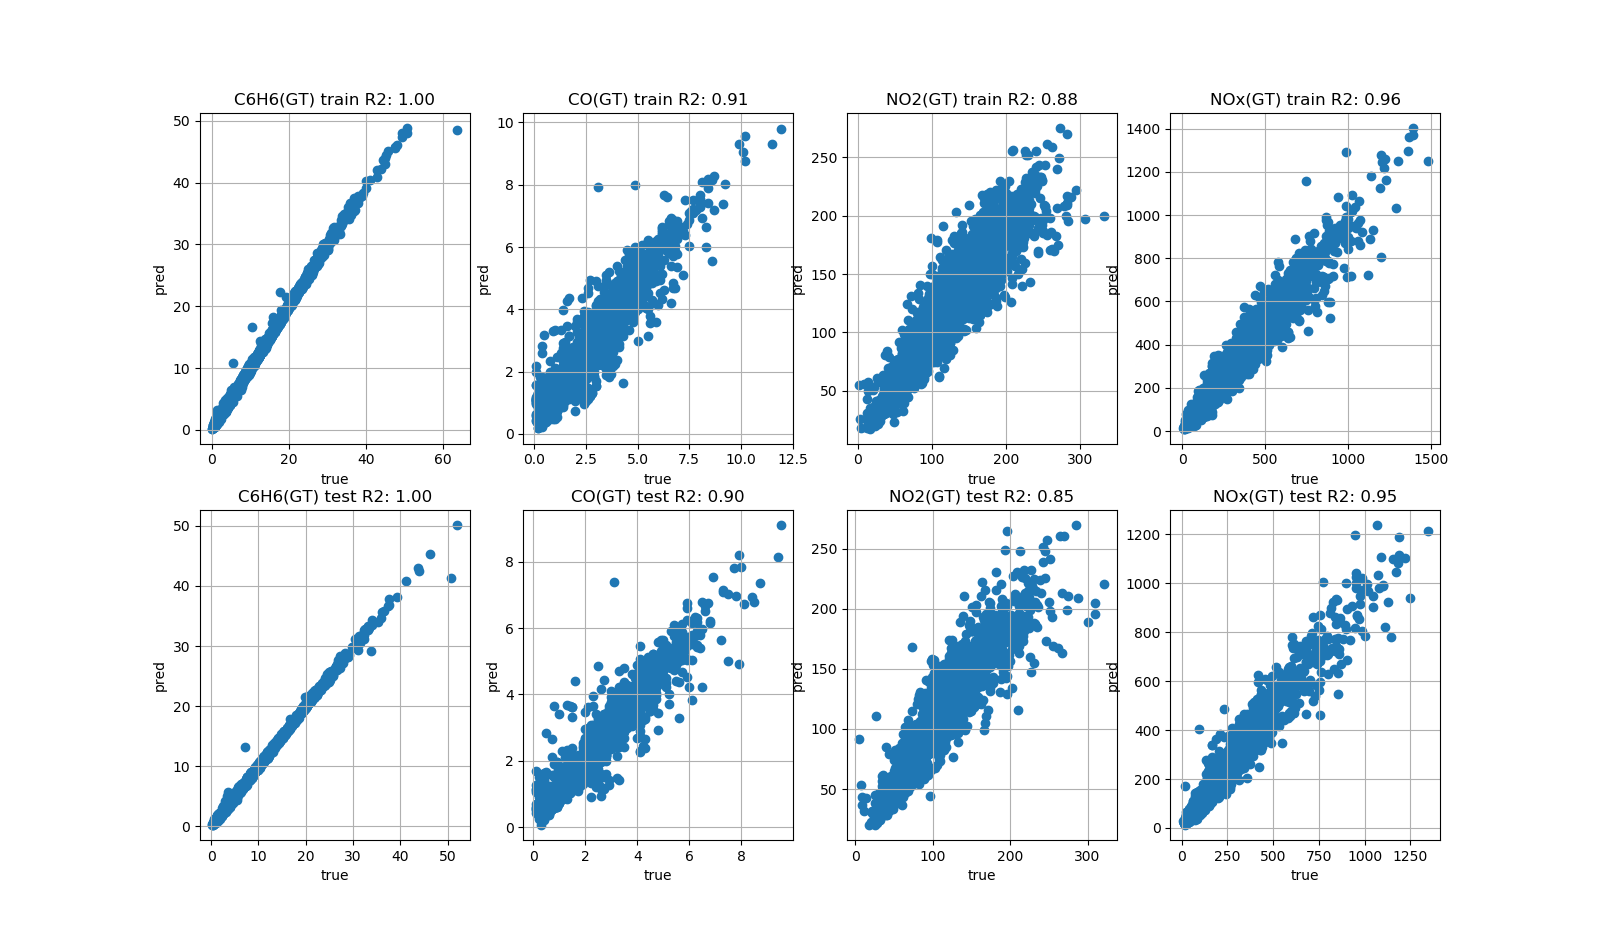 C6H6(GT) train R2: 1.00
50
40
30
20
10
0
pred
0 20 40 60
true
CO(GT) train R2: 0.91
10
8
6
4
2
0
pred
0.0 2.5 5.0 7.5 10.0 12.5
true
NO2(GT) train R2: 0.88
250
200
150
100
50
pred
0 100 200 300
true
NOx(GT) train R2: 0.96
1400
1200
1000
800
600
400
200
0
pred
0 500 1000 1500
true
C6H6(GT) test R2: 1.00
50
40
30
20
10
0
pred
0 10 20 30 40 50
true
CO(GT) test R2: 0.90
8
6
4
2
0
pred
0 2 4 6 8
true
NO2(GT) test R2: 0.85
250
200
150
100
50
pred
0 100 200 300
true
NOx(GT) test R2: 0.95
1200
1000
800
600
400
200
0
pred
0 250 500 750 1000 1250
true